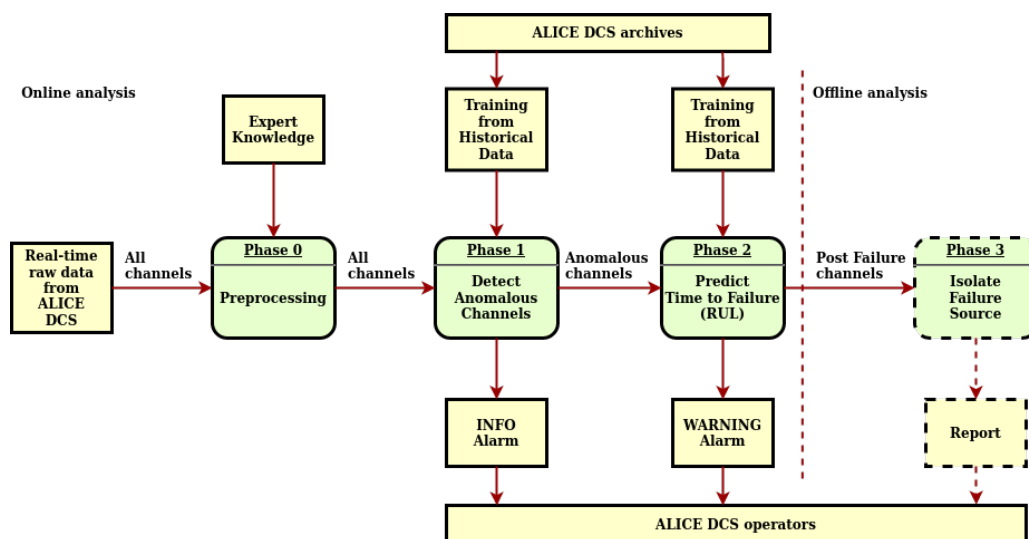 ALICE DCS archives
Online analysis
Offline analysis
Expert
Knowledge
Training
from
Historical
Data
Training
from
Historical
Data
Real-time
raw data
from
ALICE
DCS
All
channels
Phase 0
Preprocessing
All
channels
Phase 1
Detect
Anomalous
Channels
Anomalous
channels
Phase 2
Predict
Time to Failure
(RUL)
Post Failure
channels
Phase 3
Isolate
Failure
Source
INFO
Alarm
WARNING
Alarm
Report
ALICE DCS operators